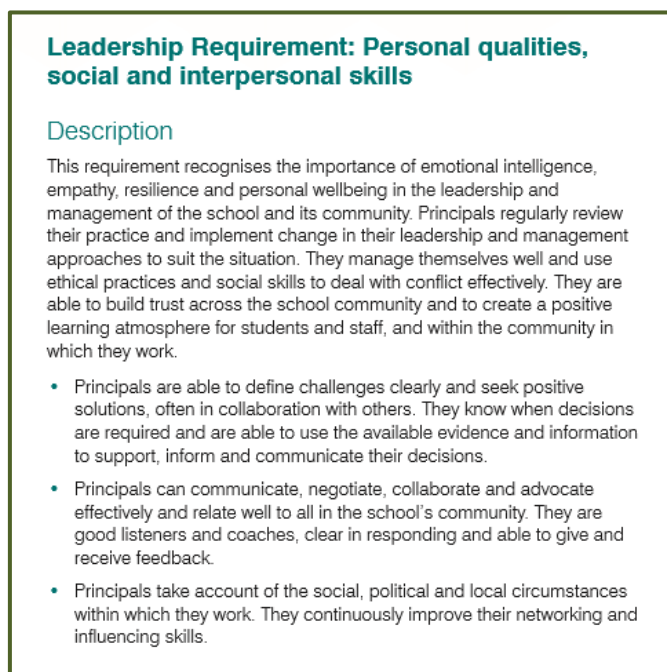 Leadership Requirement: Personal qualities,
social and interpersonal skills
Description
This requirement recognises the importance of emotional intelligence,
empathy, resilience and personal wellbeing in the leadership and
management of the school and its community. Principals regularly review
their practice and implement change in their leadership and management
approaches to suit the situation. They manage themselves well and use
ethical practices and social skills to deal with conflict effectively. They are
able to build trust across the school community and to create a positive
learning atmosphere for students and staff, and within the community in
which they work.
• Principals are able to define challenges clearly and seek positive
solutions, often in collaboration with others. They know when decisions
are required and are able to use the available evidence and information
to support, inform and communicate their decisions.
• Principals can communicate, negotiate, collaborate and advocate
effectively and relate well to all in the school's community. They are
good listeners and coaches, clear in responding and able to give and
receive feedback.
• Principals take account of the social, political and local circumstances
within which they work. They continuously improve their networking and
influencing skills.